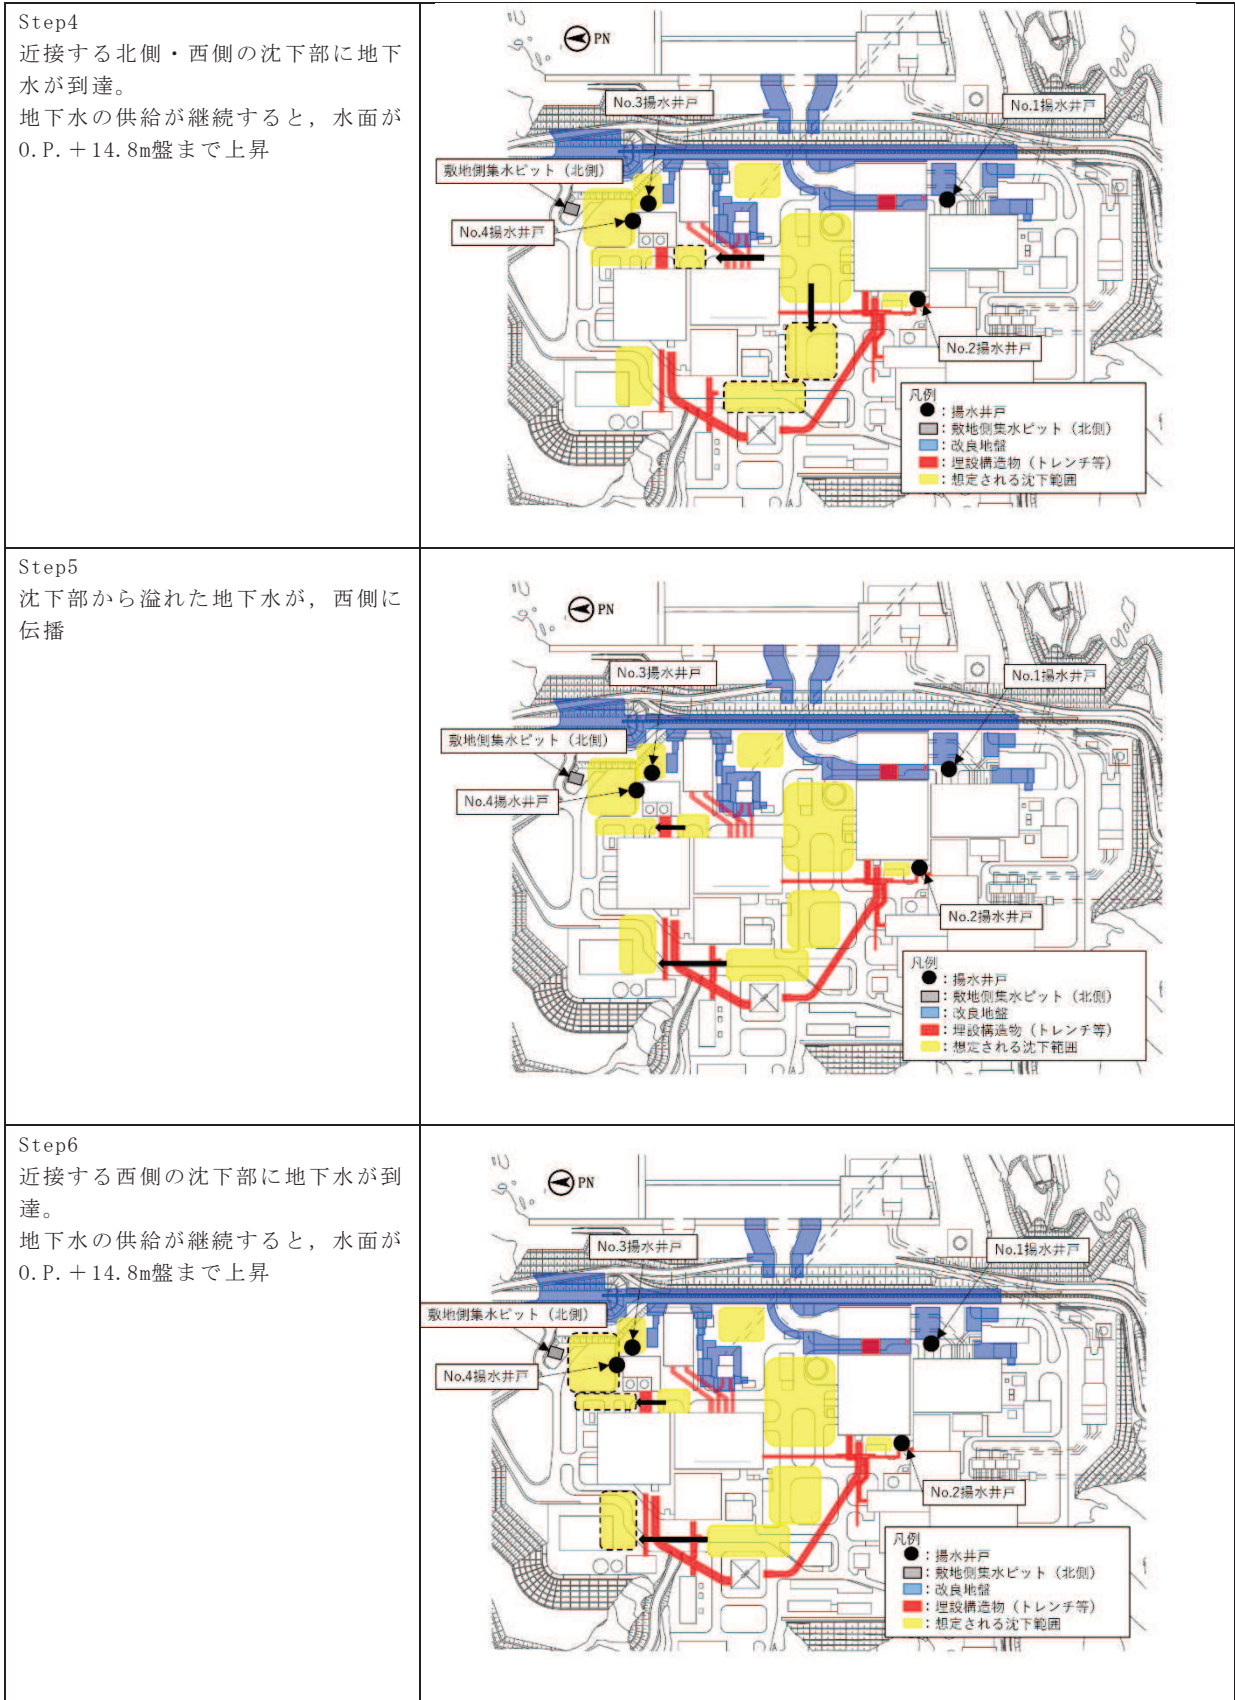 Step4
近接する北側・西側の沈下部に地下
水が到達。
地下水の供給が継続すると，水面が
O.P.＋14.8m盤まで上昇
PN
No.3揚水井戸
No.1揚水井戸
敷地側集水ピット（北側）
No.4揚水井戸
No.2揚水井戸
凡例
：揚水井戸
：敷地側集水ピット（北側）
：改良地盤
：埋設構造物（トレンチ等）
：想定される沈下範囲
Step5
沈下部から溢れた地下水が，西側に
伝播
PN
No.3揚水井戸
No.1揚水井戸
敷地側集水ピット（北側）
No.4揚水井戸
No.2揚水井戸
凡例
：揚水井戸
：敷地側集水ピット（北側）
：改良地盤
：埋設構造物（トレンチ等）
：想定される沈下範囲
Step6
近接する西側の沈下部に地下水が到
達。
地下水の供給が継続すると，水面が
O.P.＋14.8m盤まで上昇
PN
No.3揚水井戸
No.1揚水井戸
敷地側集水ピット（北側）
No.4揚水井戸
No.2揚水井戸
凡例
：揚水井戸
：敷地側集水ピット（北側）
：改良地盤
：埋設構造物（トレンチ等）
：想定される沈下範囲